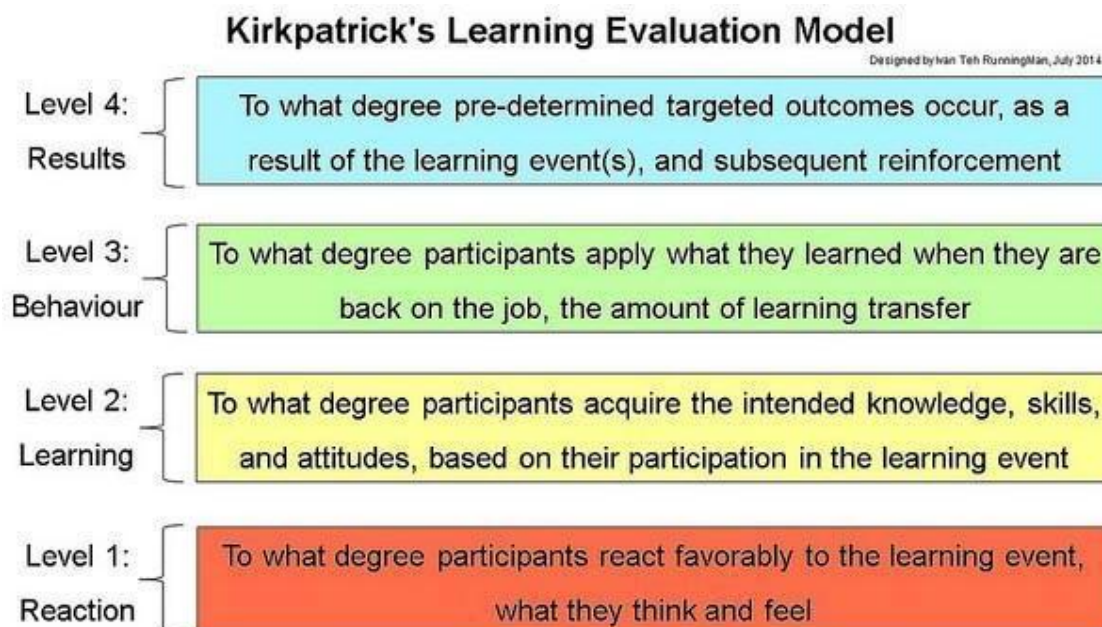 Kirkpatrick's Learning Evaluation Model
Designed by Ivan Teh RunningMan, July 2014
Level 4:
Results
To what degree pre-determined targeted outcomes occur, as a
result of the learning event(s), and subsequent reinforcement
Level 3:
Behaviour
To what degree participants apply what they learned when they are
back on the job, the amount of learning transfer
Level 2:
Learning
To what degree participants acquire the intended knowledge, skills,
and attitudes, based on their participation in the learning event
Level 1:
Reaction
To what degree participants react favorably to the learning event,
what they think and feel